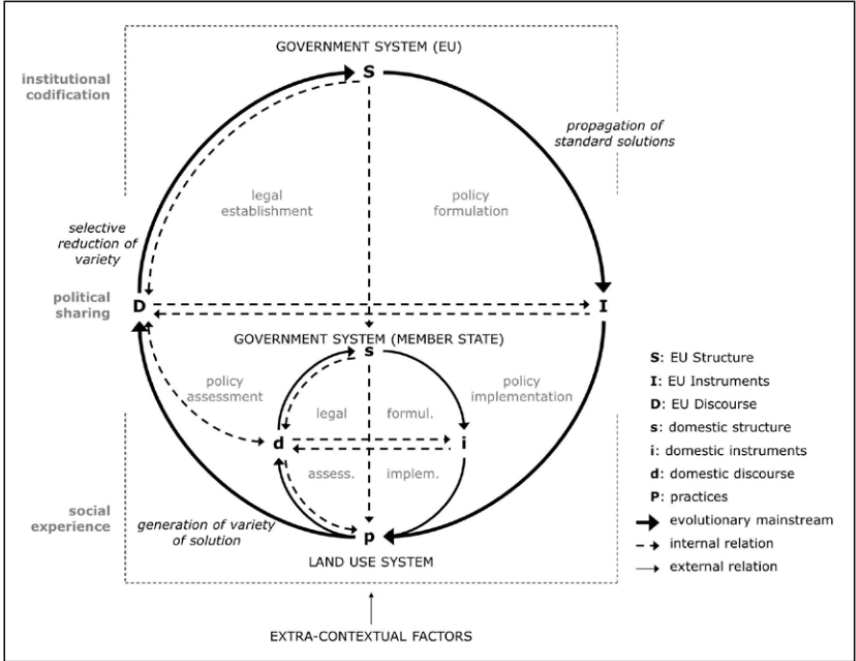 GOVERNMENT SYSTEM (EU)
S
institutional
codification
propagation of
standard solutions
legal
establishment
policy
formulation
selective
reduction of
variety
political
sharing
D
I
GOVERNMENT SYSTEM (MEMBER STATE)
s
policy
assessment
policy
implementation
legal
formul.
d
i
assess.
implem.
social
experience
generation of variety
of solution
p
LAND USE SYSTEM
EXTRA-CONTEXTUAL FACTORS
S: EU Structure
I: EU Instruments
D: EU Discourse
s: domestic structure
i: domestic instruments
d: domestic discourse
P: practices
evolutionary mainstream
internal relation
external relation